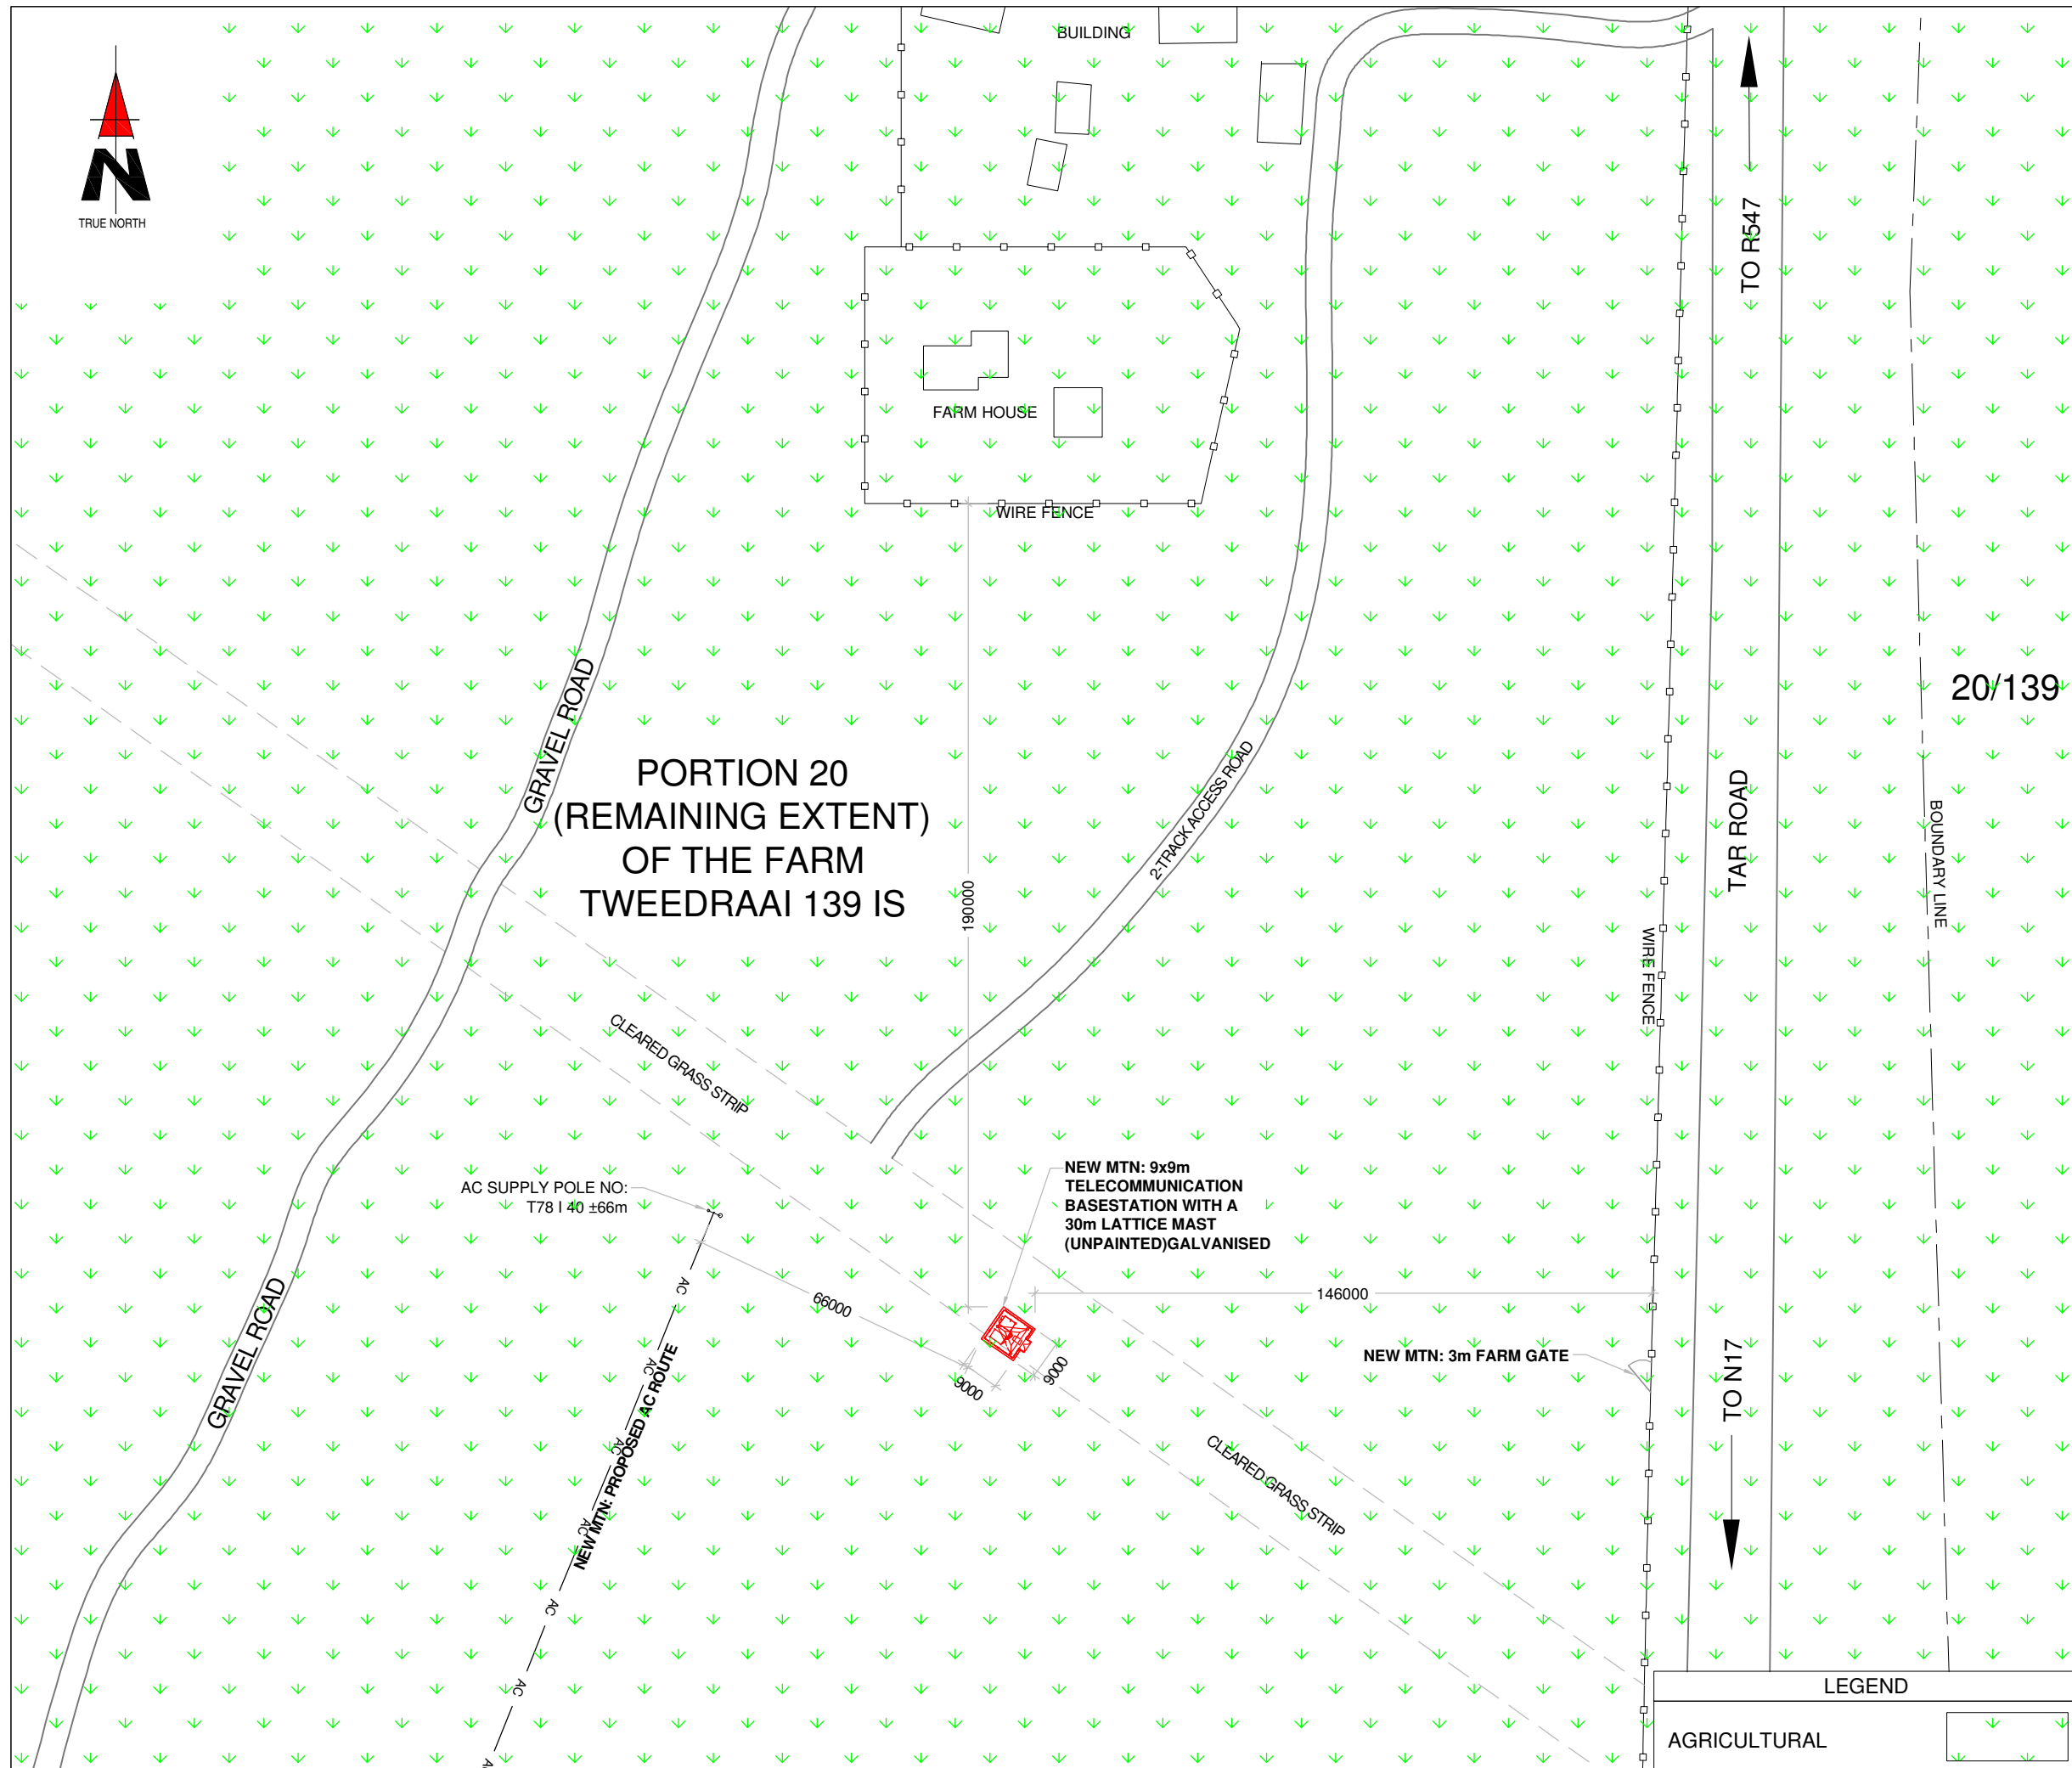 BUILDING
N
TRUE NORTH
TO R547
FARM HOUSE
WIRE FENCE
20/139
GRAVEL ROAD
PORTION 20
(REMAINING EXTENT)
OF THE FARM
TWEEDRAAI 139 IS
2-TRACK ACCESS ROAD
TAR ROAD
BOUNDARY LINE
190000
WIRE FENCE
CLEARED GRASS STRIP
AC SUPPLY POLE NO:
T78 I 40 ±66m
NEW MTN: 9x9m
TELECOMMUNICATION
BASESTATION WITH A
30m LATTICE MAST
(UNPAINTED)GALVANISED
AC
66000
146000
GRAVEL ROAD
NEW MTN: 3m FARM GATE
TO N17
9000
9000
AC
NEW MTN: PROPOSED AC ROUTE
AC
AC
CLEARED GRASS STRIP
AC
AC
A
LEGEND
AGRICULTURAL